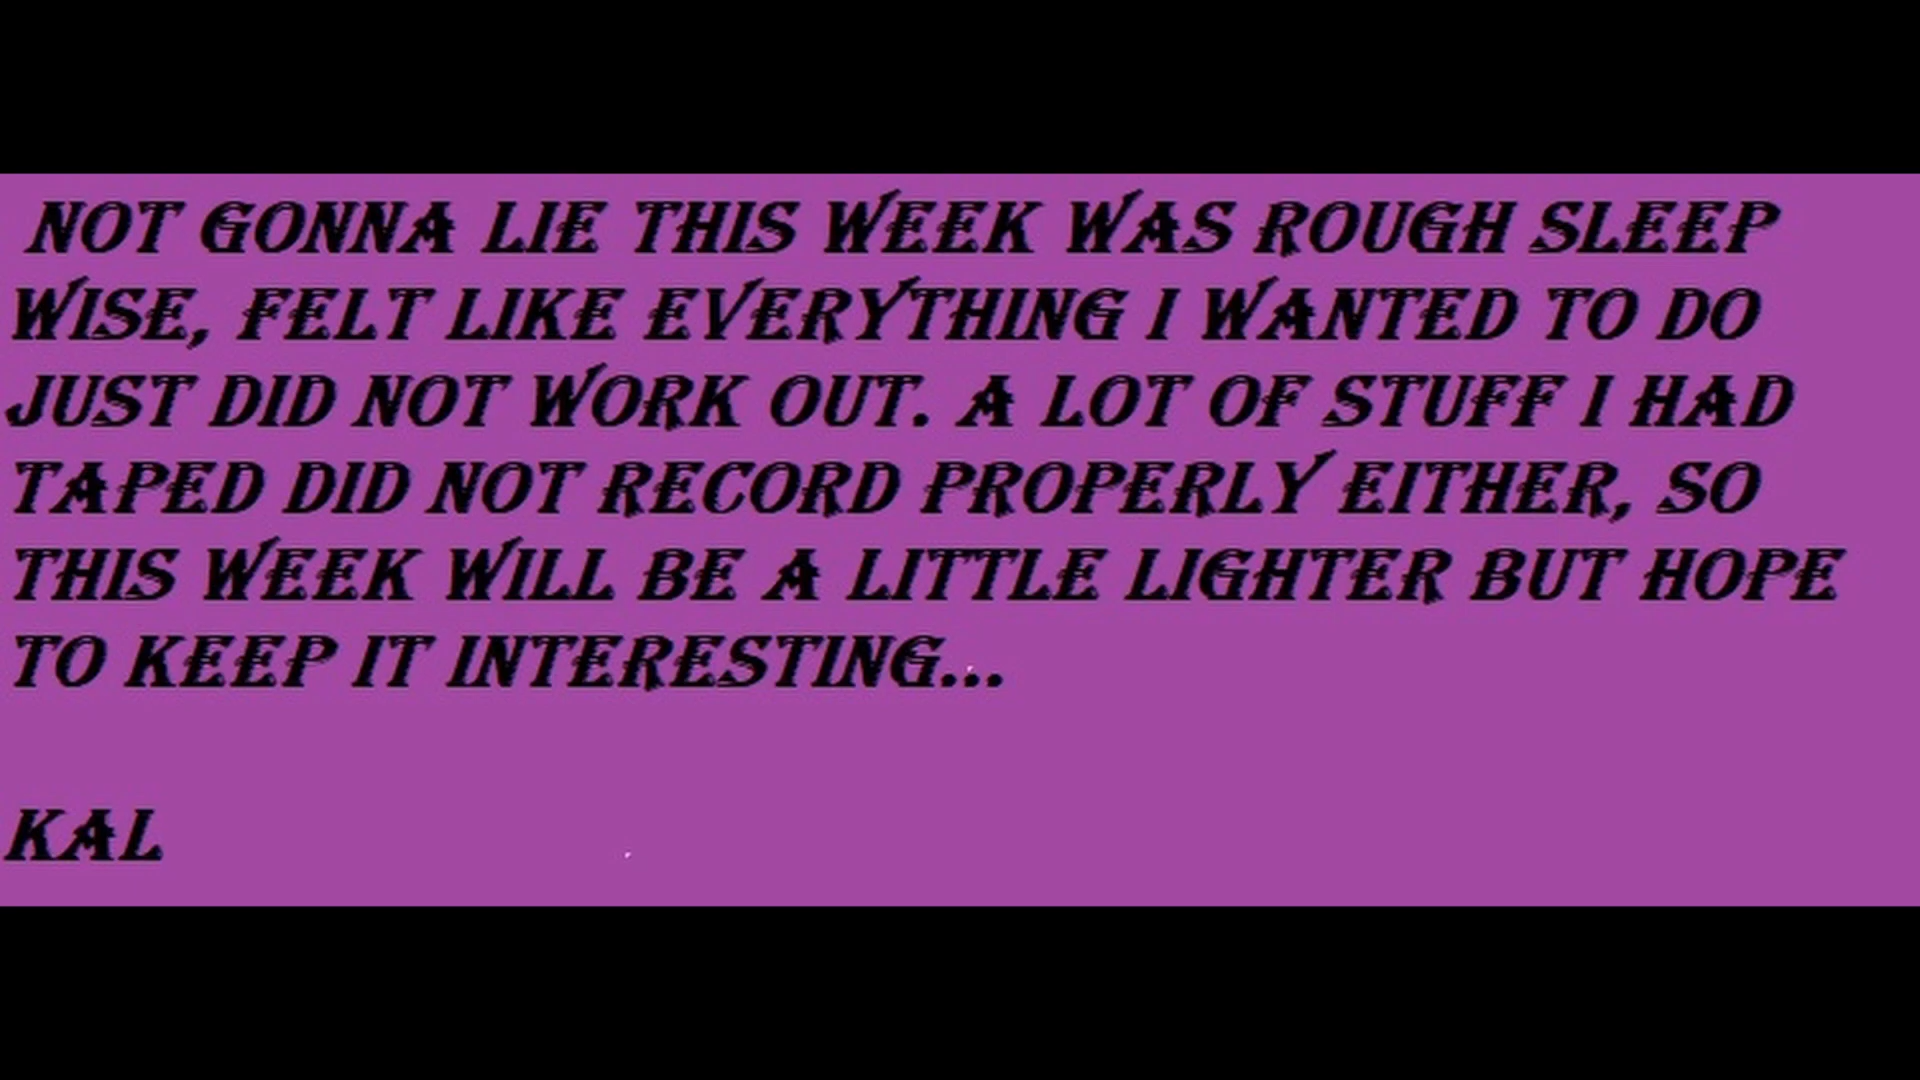 NOT GONNA LIE THIS WEEK WAS ROUGH SLEEP
WISE, FELT LIKE EVERYTHING I WANTED TO DO
JUST DID NOT WORK OUT. A LOT OF STUFF I HAD
TAPED DID NOT RECORD PROPERLY EITHER, SO
THIS WEEK WILL BE A LITTLE LIGHTER BUT HOPE
TO KEEP IT INTERESTING...
KAL